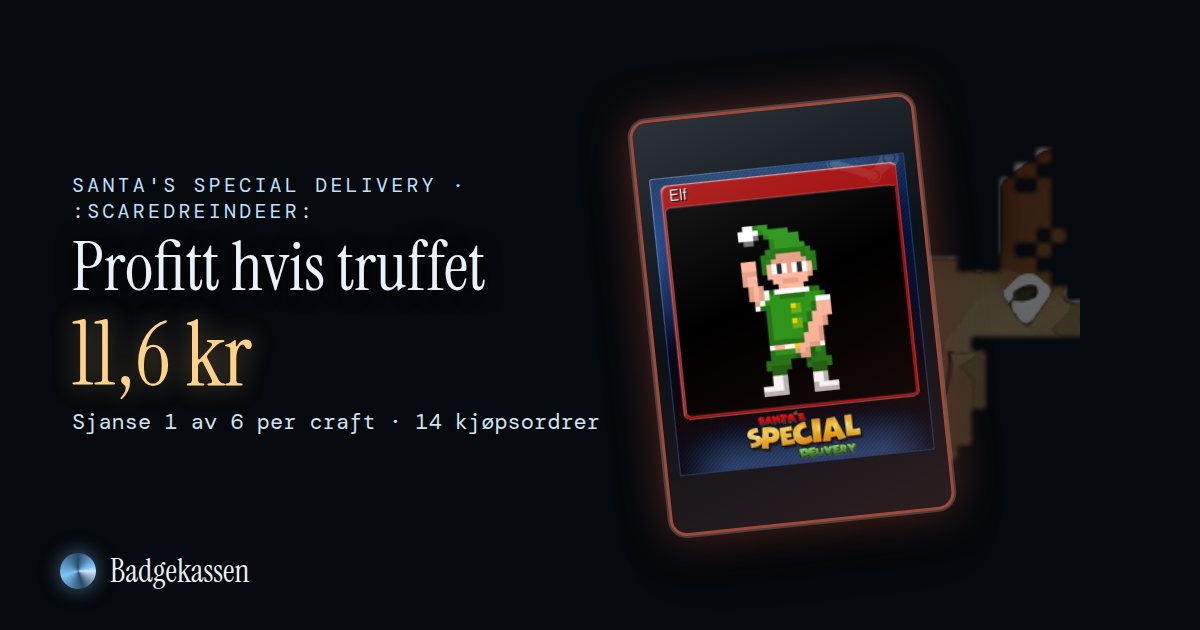 SANTA'S SPECIAL DELIVERY ·
:SCAREDREINDEER:
Profitt hvis truffet
11,6 kr
Sjanse 1 av 6 per craft · 14 kjøpsordrer
Badgekassen
Elf
SANTA'S
SPECIAL
DELIVERY